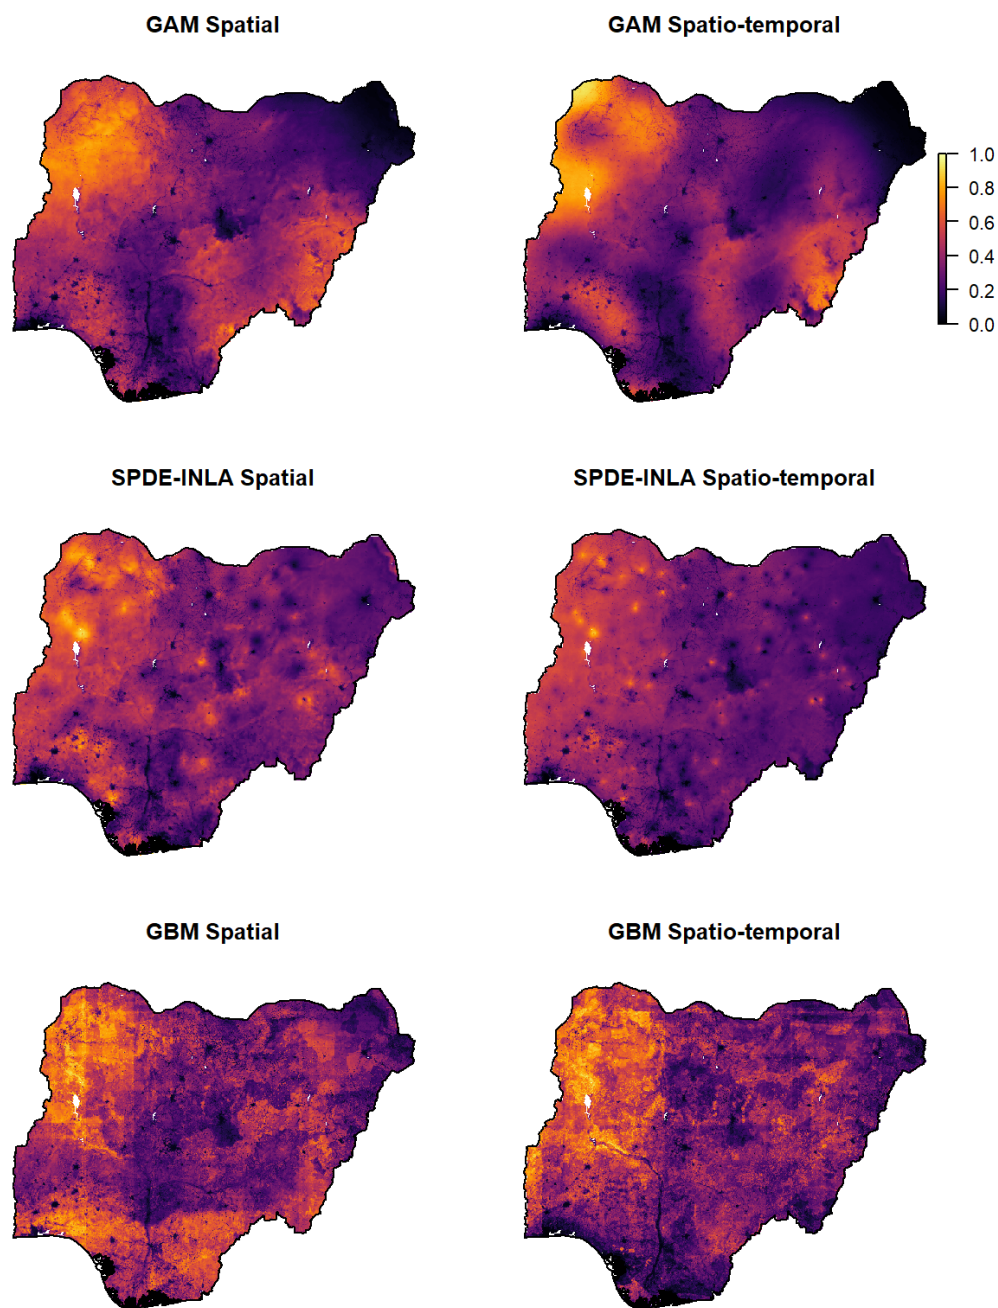 GAM Spatial
GAM Spatio-temporal
1.0
0.8
0.6
0.4
0.2
0.0
SPDE-INLA Spatial
SPDE-INLA Spatio-temporal
GBM Spatial
GBM Spatio-temporal